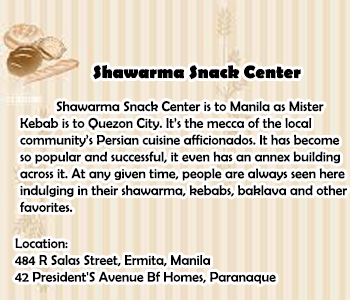 Shawarma Snack Center
Shawarma Snack Center is to Manila as Mister
Kebab is to Quezon City. It's the mecca of the local
community's Persian cuisine afficionados. It has become
so popular and successful, it even has an annex building
across it. At any given time, people are always seen here
indulging in their shawarma, kebabs, baklava and other
favorites.
Location:
484 R Salas Street, Ermita, Manila
42 President'S Avenue Bf Homes, Paranaque